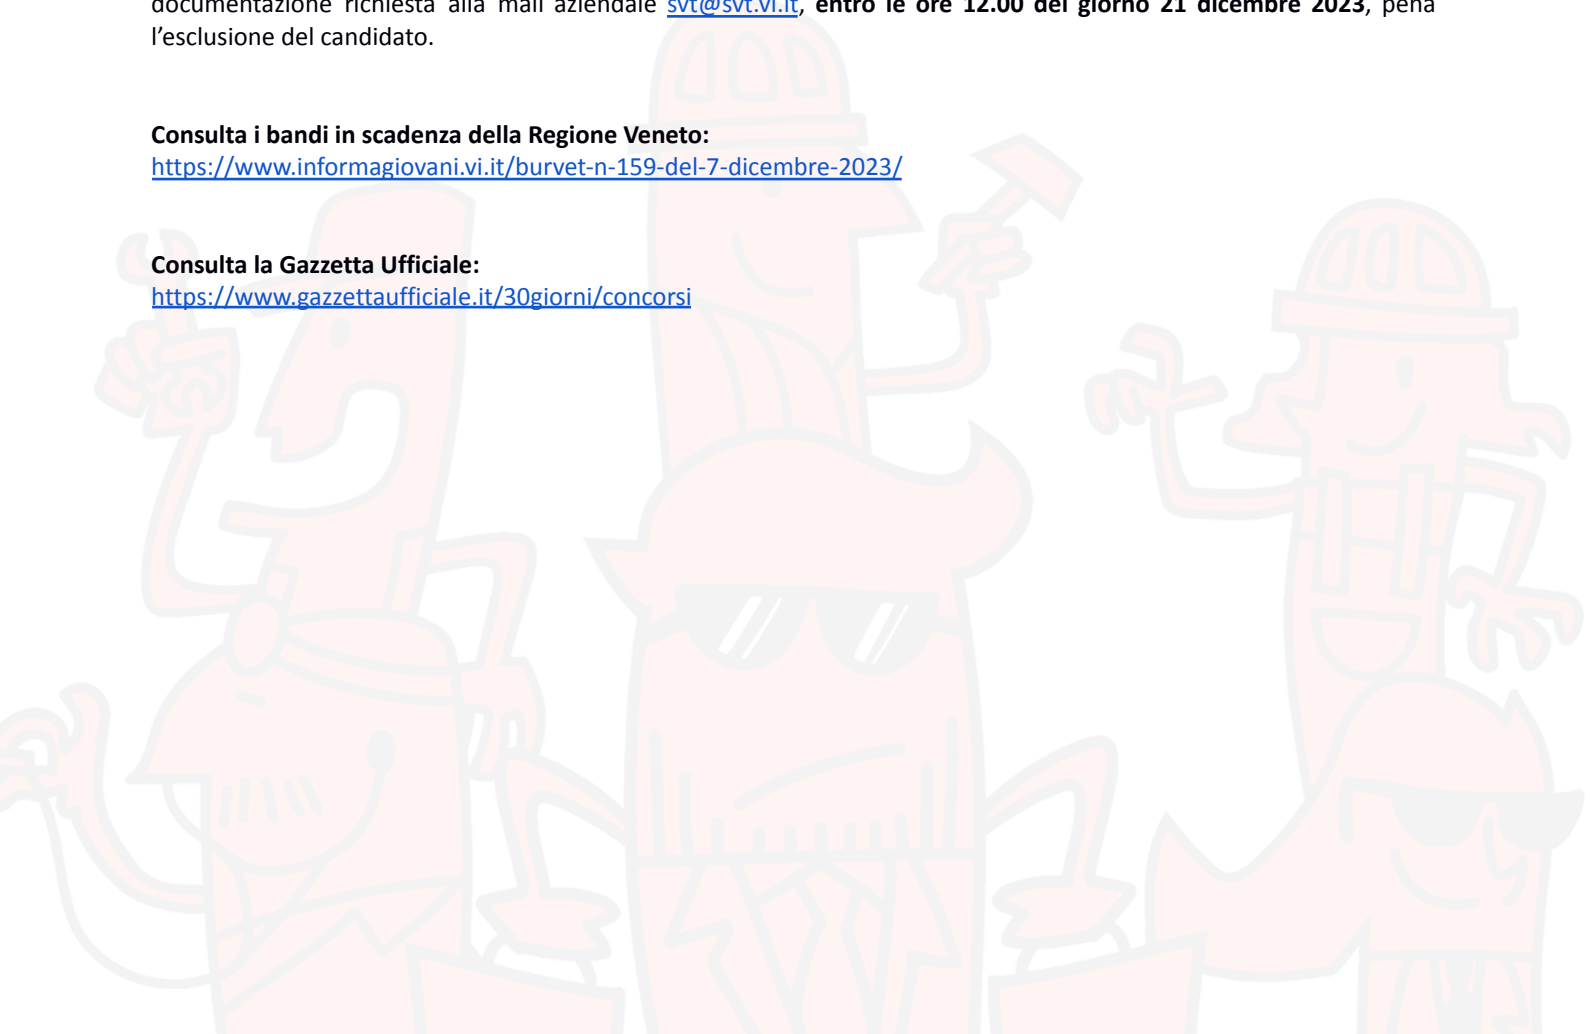 documentazione richiesta alla mail aziendale svt@svt.vi.it, entro le ore 12.00 del giorno 21 dicembre 2023, pena
l’esclusione del candidato.
Consulta i bandi in scadenza della Regione Veneto:
https://www.informagiovani.vi.it/burvet-n-159-del-7-dicembre-2023/
Consulta la Gazzetta Ufficiale:
https://www.gazzettaufficiale.it/30giorni/concorsi